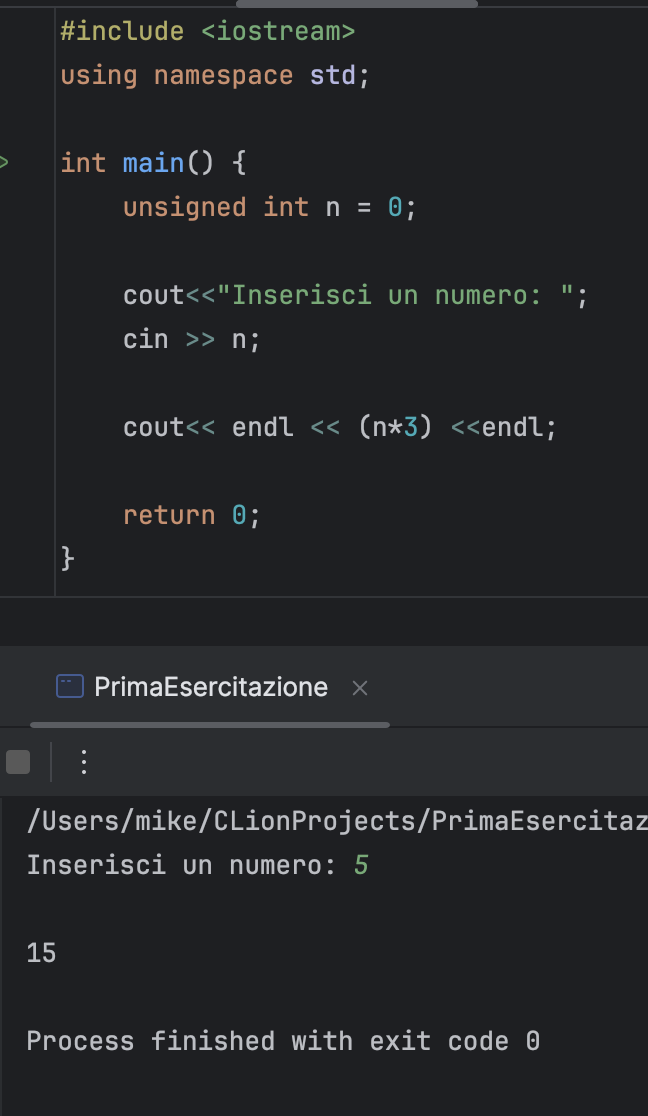 #include <iostream>
using namespace std;
int main() {
unsigned int n = 0;
cout<<"Inserisci un numero: ";
cin >> n;
cout<< endl << (n*3) <<endl;
return 0;
}
PrimaEsercitazione
/Users/mike/CLionProjects/PrimaEsercitaz
Inserisci un numero: 5
15
Process finished with exit code 0